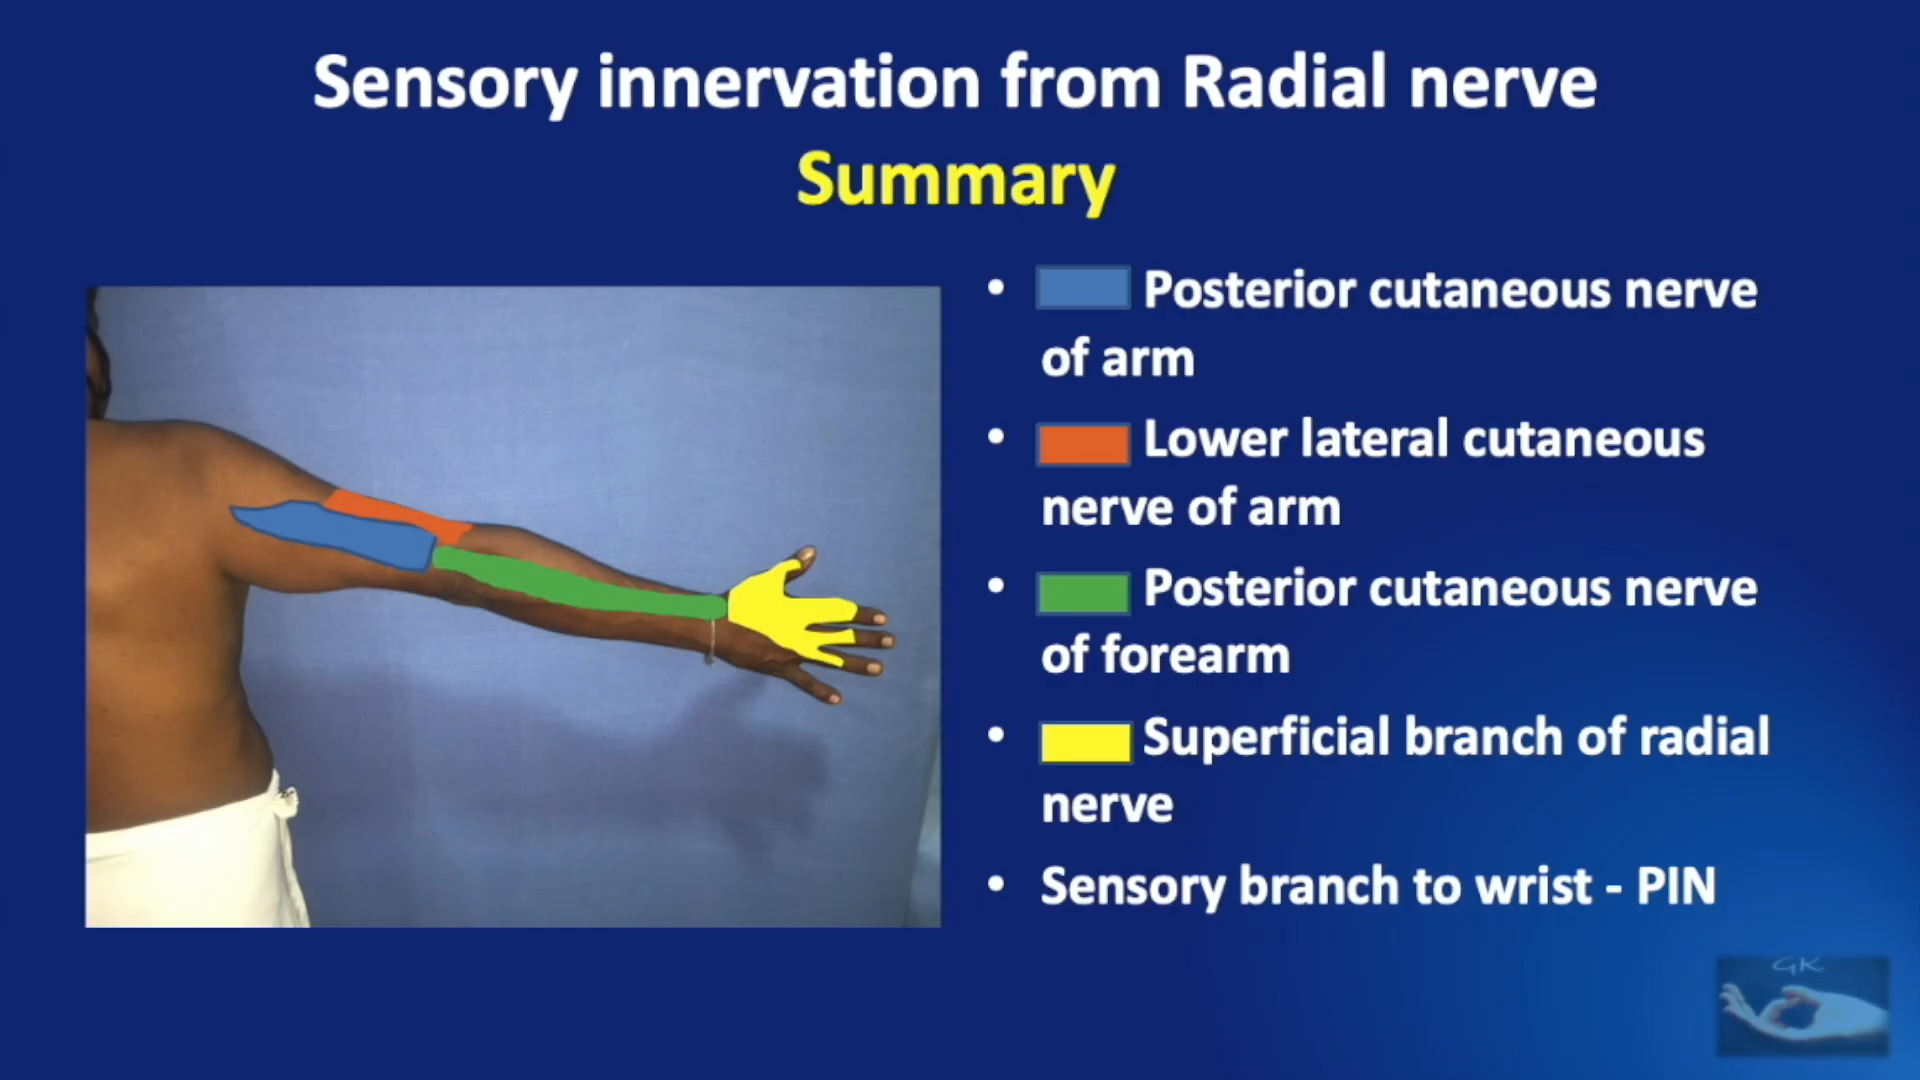 Sensory innervation from Radial nerve
Summary
• Posterior cutaneous nerve
of arm
• Lower lateral cutaneous
nerve of arm
• Posterior cutaneous nerve
of forearm
• Superficial branch of radial
nerve
• Sensory branch to wrist - PIN
GK